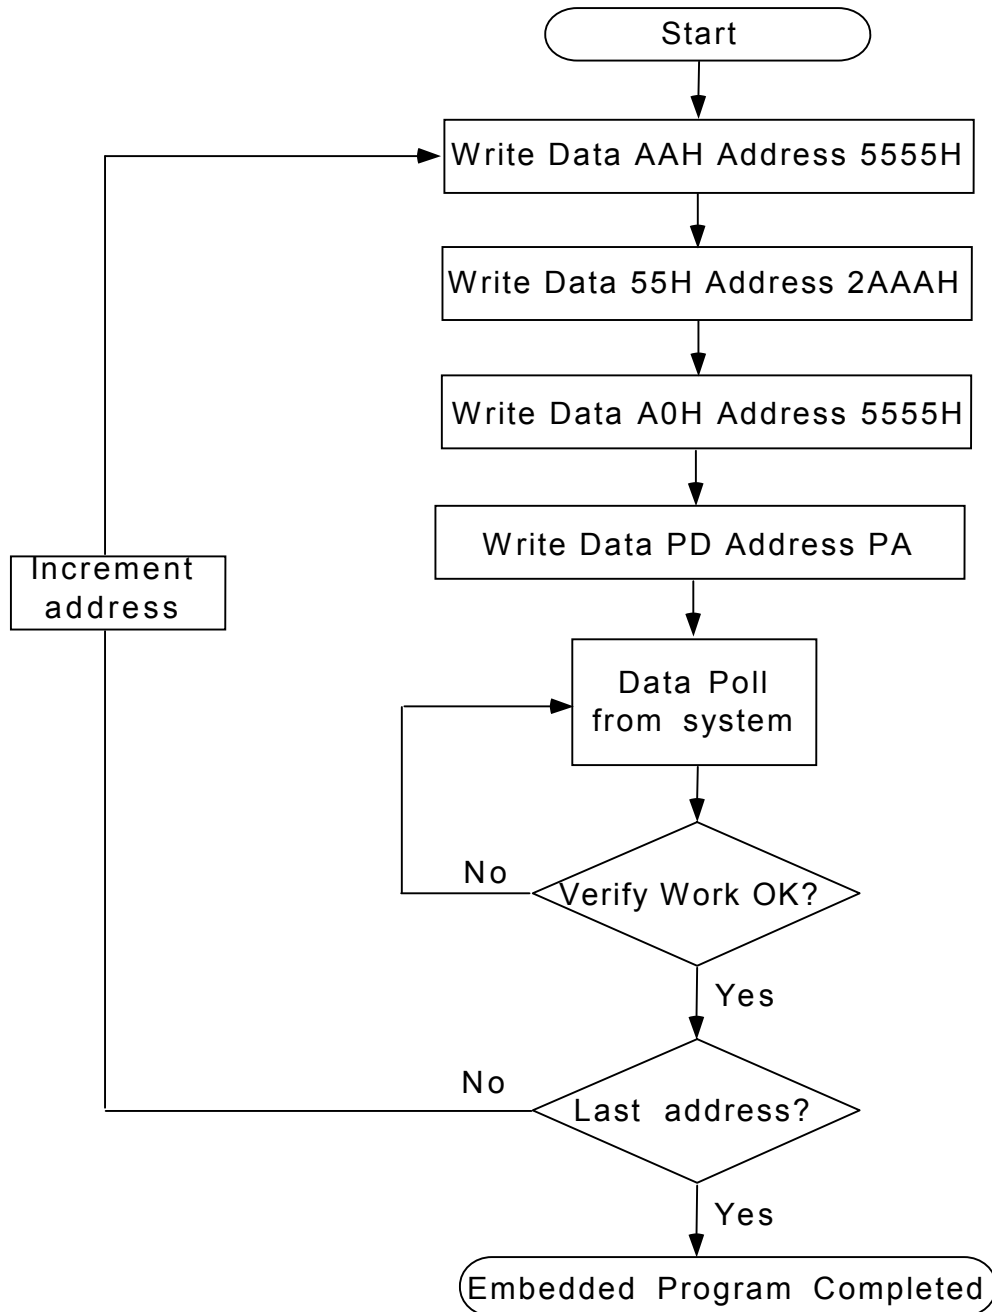 Start
Write Data AAH Address 5555H
Write Data 55H Address 2AAAH
Write Data A0H Address 5555H
Write Data PD Address PA
Increment
address
Data Poll
from system
No
Verify Work OK?
Yes
No
Last address?
Yes
Embedded Program Completed